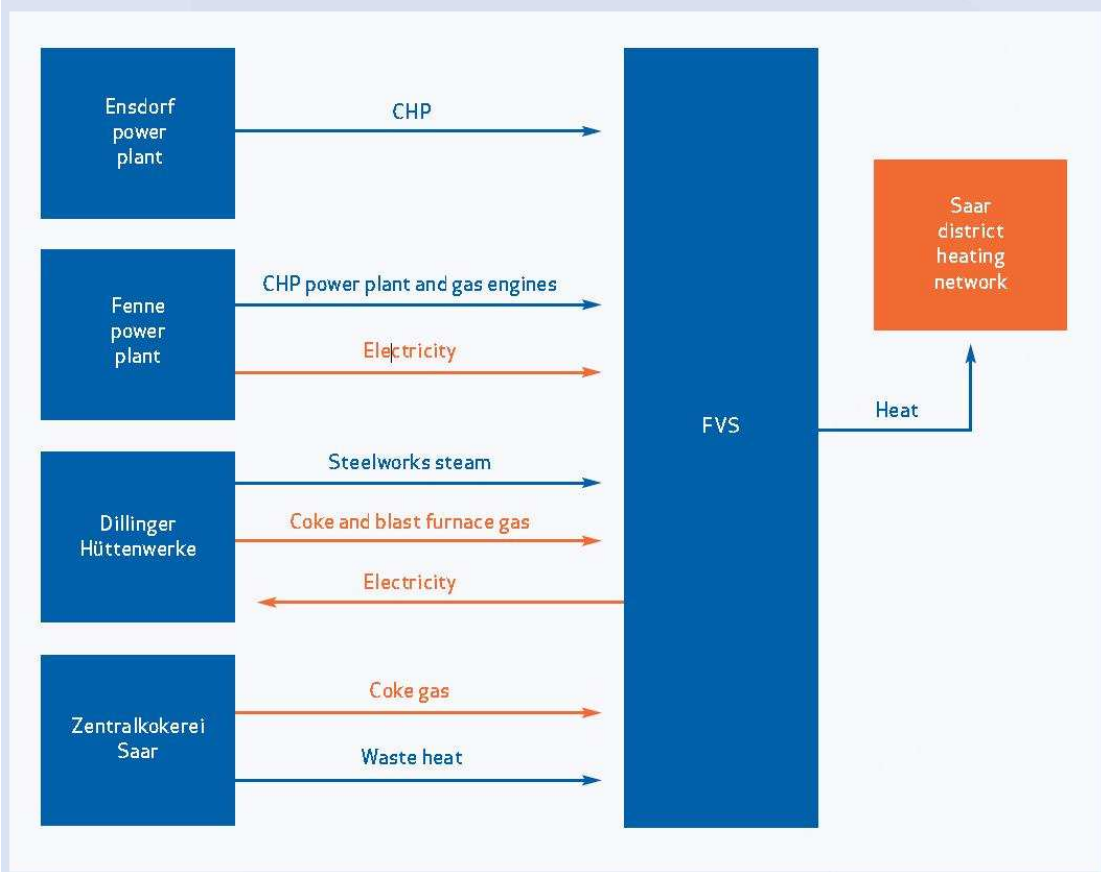 Ensdorf
power
plant
CHP
Fenne
power
plant
CHP power plant and gas engines
Electricity
Dillinger
Hüttenwerke
Steelworks steam
Coke and blast furnace gas
Electricity
Zentralkokerei
Saar
Coke gas
Waste heat
FVS
Heat
Saar
district
heating
network